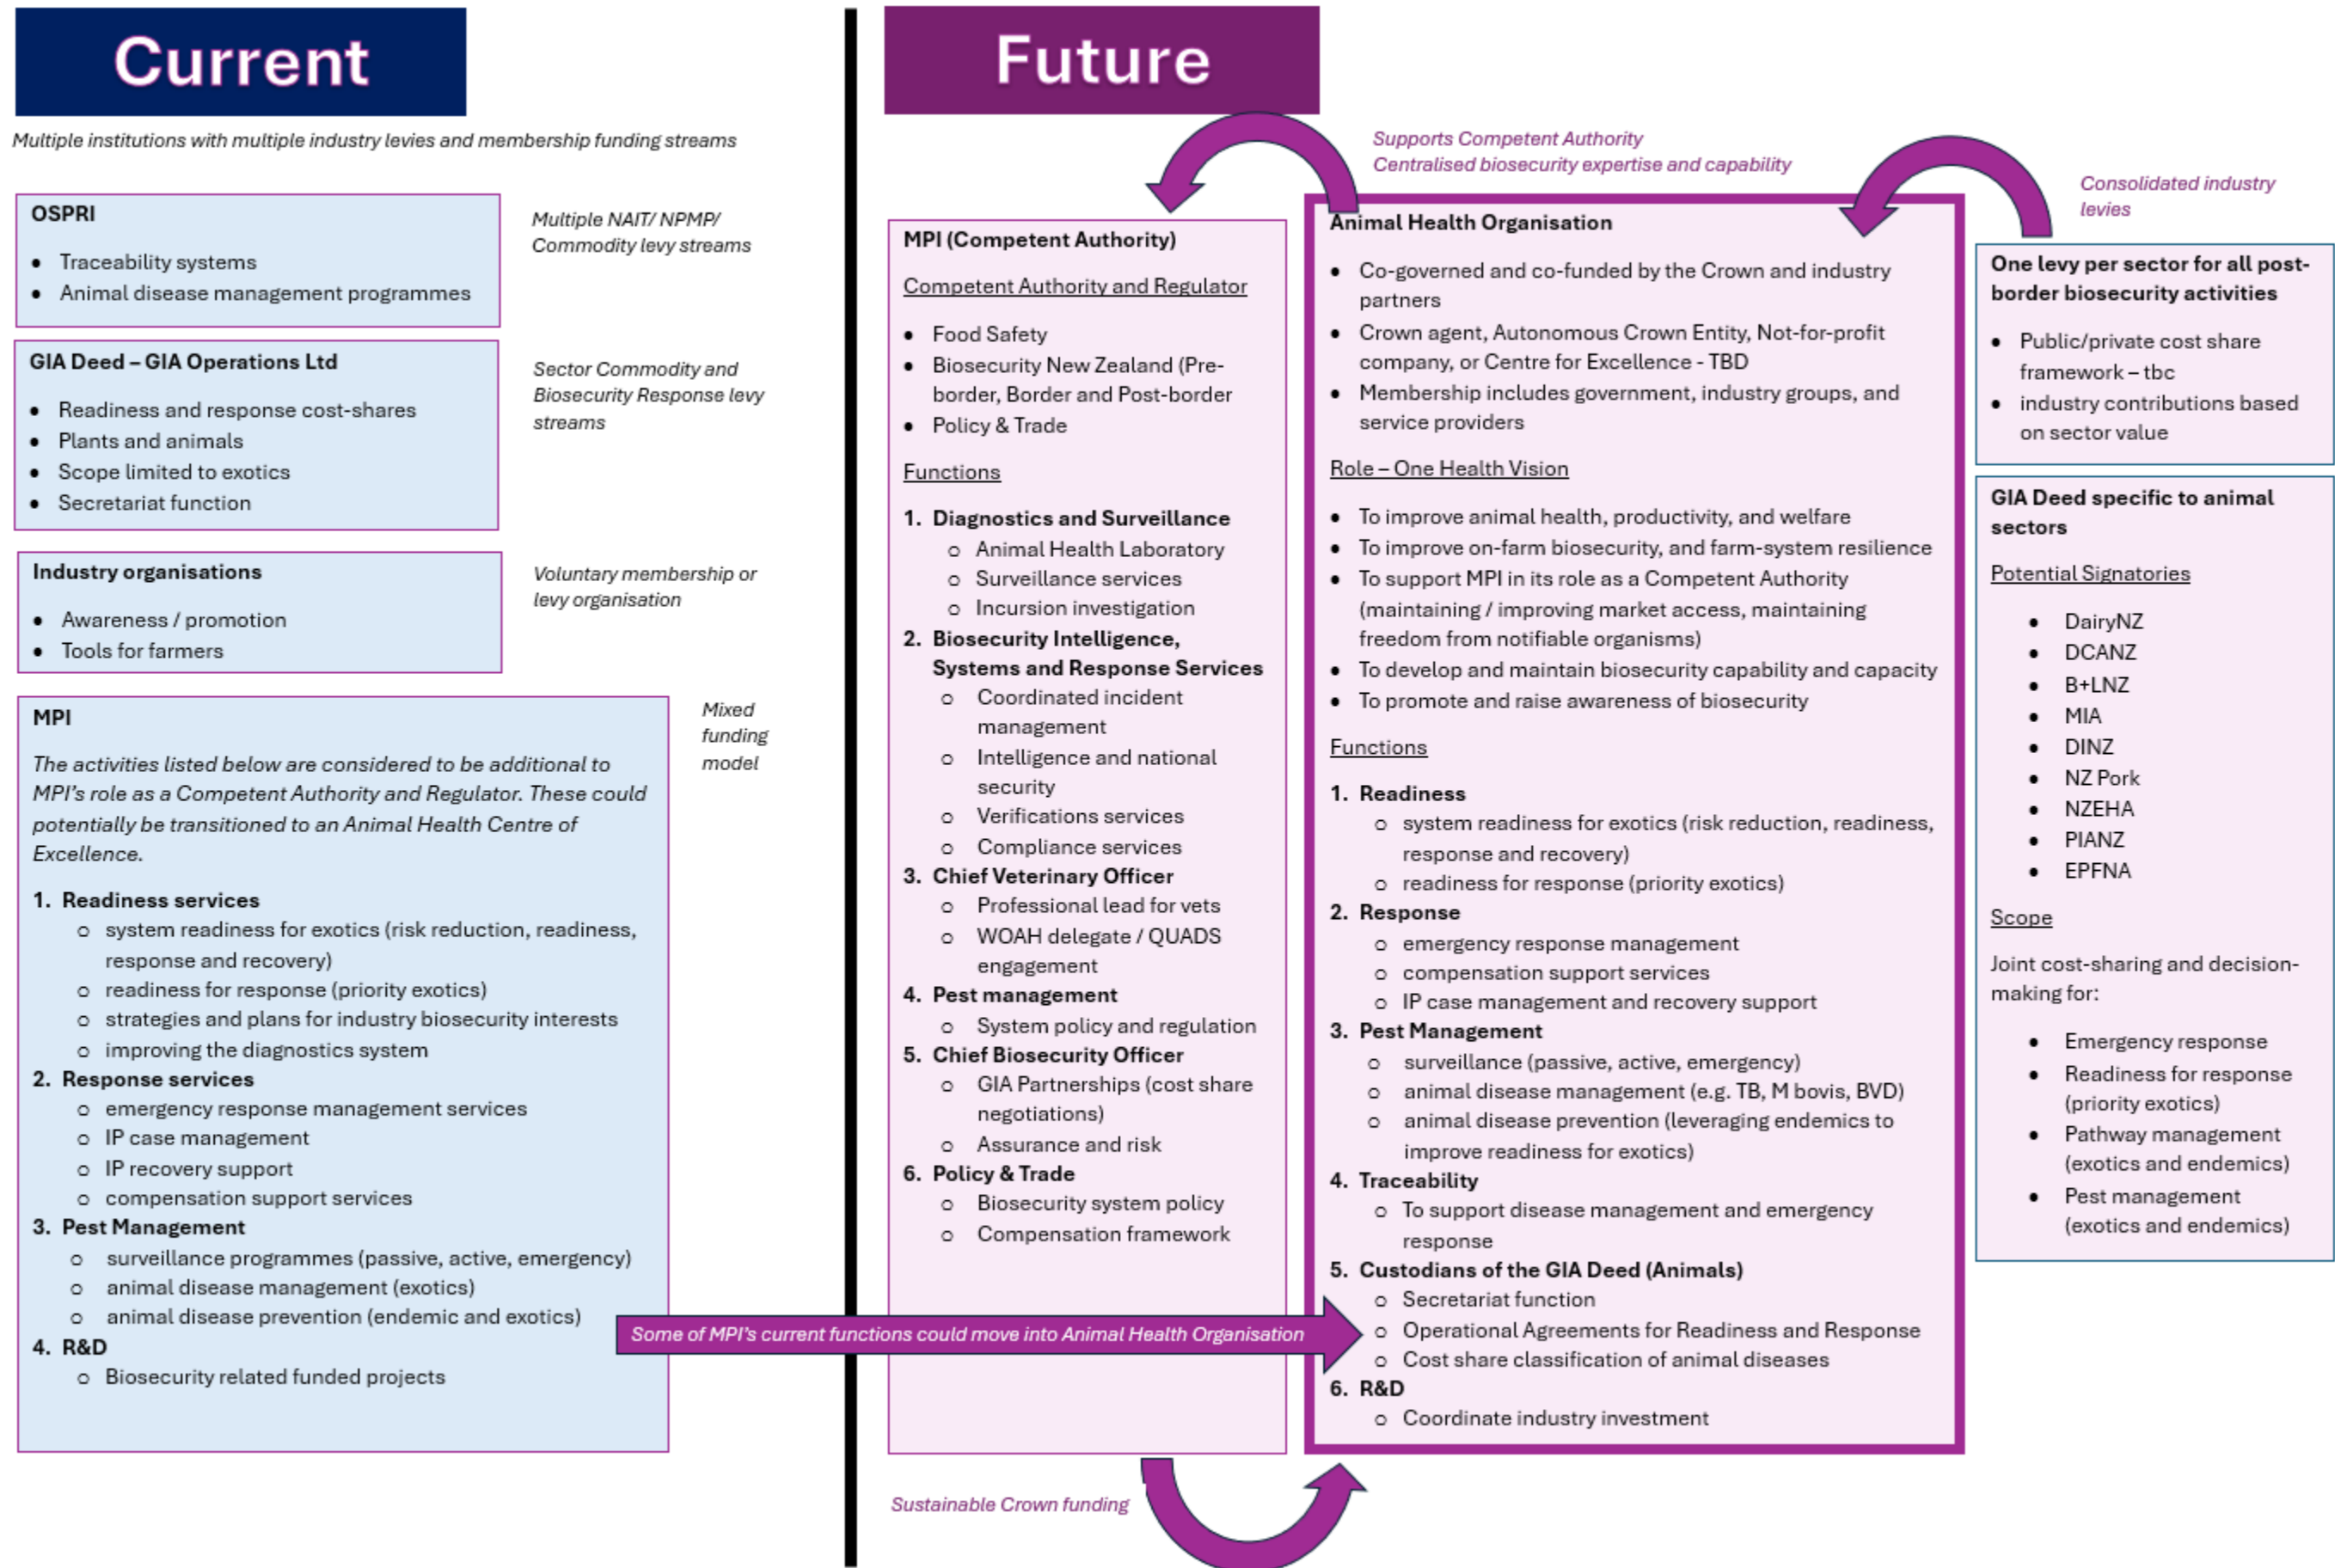 Current
Multiple institutions with multiple industry levies and membership funding streams
OSPRI
• Traceability systems
• Animal disease management programmes
Multiple NAIT/ NPMP/
Commodity levy streams
GIA Deed – GIA Operations Ltd
• Readiness and response cost-shares
• Plants and animals
• Scope limited to exotics
• Secretariat function
Sector Commodity and
Biosecurity Response levy
streams
Industry organisations
• Awareness / promotion
• Tools for farmers
Voluntary membership or
levy organisation
MPI
The activities listed below are considered to be additional to
MPI's role as a Competent Authority and Regulator. These could
potentially be transitioned to an Animal Health Centre of
Excellence.
1. Readiness services
o system readiness for exotics (risk reduction, readiness,
response and recovery)
o readiness for response (priority exotics)
o strategies and plans for industry biosecurity interests
o improving the diagnostics system
2. Response services
o emergency response management services
o IP case management
o IP recovery support
o compensation support services
3. Pest Management
o surveillance programmes (passive, active, emergency)
o animal disease management (exotics)
o animal disease prevention (endemic and exotics)
4. R&D
o Biosecurity related funded projects
Mixed
funding
model
Some of MPI's current functions could move into Animal Health Organisation
Future
Supports Competent Authority
Centralised biosecurity expertise and capability
Consolidated industry
levies
MPI (Competent Authority)
Competent Authority and Regulator
• Food Safety
• Biosecurity New Zealand (Pre-
border, Border and Post-border
• Policy & Trade
Functions
1. Diagnostics and Surveillance
o Animal Health Laboratory
o Surveillance services
o Incursion investigation
2. Biosecurity Intelligence,
Systems and Response Services
o Coordinated incident
management
o Intelligence and national
security
o Verifications services
o Compliance services
3. Chief Veterinary Officer
o Professional lead for vets
o WOAH delegate / QUADS
engagement
4. Pest management
o System policy and regulation
5. Chief Biosecurity Officer
o GIA Partnerships (cost share
negotiations)
o Assurance and risk
6. Policy & Trade
o Biosecurity system policy
o Compensation framework
Sustainable Crown funding
Animal Health Organisation
• Co-governed and co-funded by the Crown and industry
partners
• Crown agent, Autonomous Crown Entity, Not-for-profit
company, or Centre for Excellence - TBD
• Membership includes government, industry groups, and
service providers
Role – One Health Vision
• To improve animal health, productivity, and welfare
• To improve on-farm biosecurity, and farm-system resilience
• To support MPI in its role as a Competent Authority
(maintaining / improving market access, maintaining
freedom from notifiable organisms)
• To develop and maintain biosecurity capability and capacity
• To promote and raise awareness of biosecurity
Functions
1. Readiness
o system readiness for exotics (risk reduction, readiness,
response and recovery)
o readiness for response (priority exotics)
2. Response
o emergency response management
o compensation support services
o IP case management and recovery support
3. Pest Management
o surveillance (passive, active, emergency)
o animal disease management (e.g. TB, M bovis, BVD)
o animal disease prevention (leveraging endemics to
improve readiness for exotics)
4. Traceability
o To support disease management and emergency
response
5. Custodians of the GIA Deed (Animals)
o Secretariat function
o Operational Agreements for Readiness and Response
o Cost share classification of animal diseases
6. R&D
o Coordinate industry investment
One levy per sector for all post-
border biosecurity activities
• Public/private cost share
framework – tbc
• industry contributions based
on sector value
GIA Deed specific to animal
sectors
Potential Signatories
• DairyNZ
• DCANZ
• B+LNZ
• MIA
• DINZ
• NZ Pork
• NZEHA
• PIANZ
• EPFNA
Scope
Joint cost-sharing and decision-
making for:
• Emergency response
• Readiness for response
(priority exotics)
• Pathway management
(exotics and endemics)
• Pest management
(exotics and endemics)